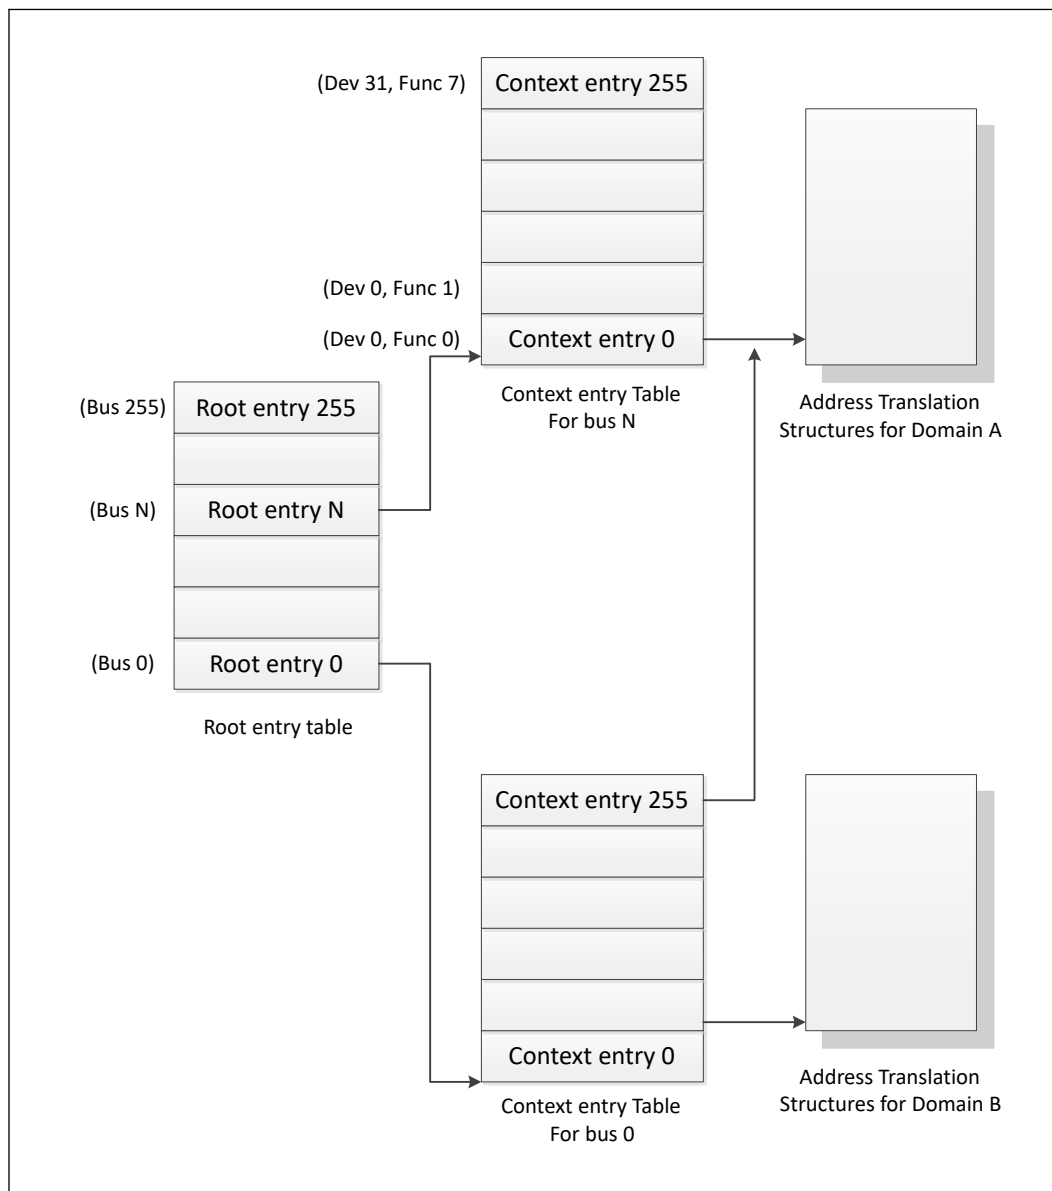 (Dev 31, Func 7)
Context entry 255
(Dev 0, Func 1)
(Dev 0, Func 0)
Context entry 0
Context entry Table
For bus N
Address Translation
Structures for Domain A
(Bus 255)
Root entry 255
(Bus N)
Root entry N
(Bus 0)
Root entry 0
Root entry table
Context entry 255
Context entry 0
Context entry Table
For bus 0
Address Translation
Structures for Domain B